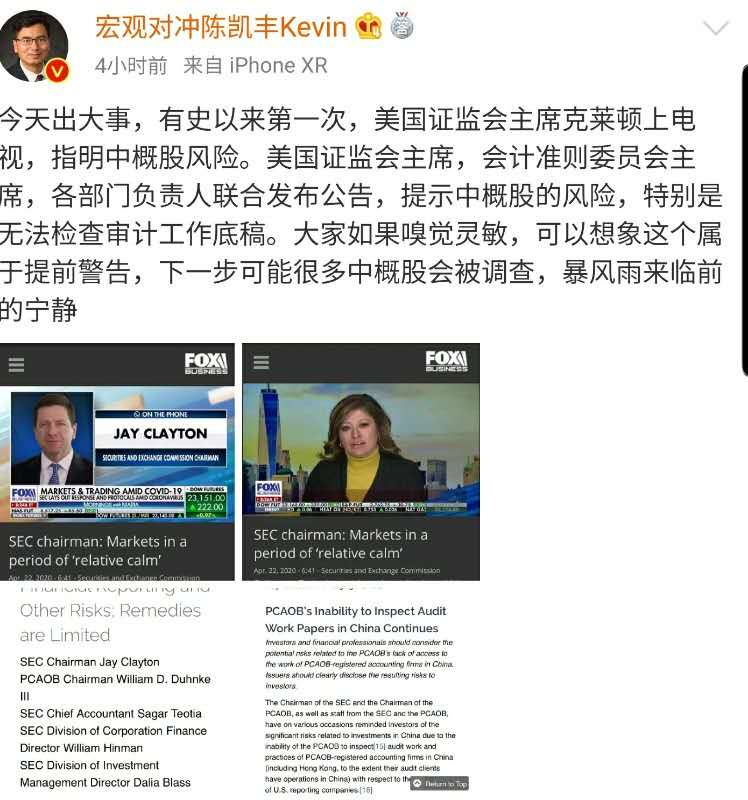 宏观对冲陈凯丰Kevin
4小时前 来自 iPhone XR
今天出大事，有史以来第一次，美国证监会主席克莱顿上电
视，指明中概股风险。美国证监会主席，会计准则委员会主
席，各部门负责人联合发布公告，提示中概股的风险，特别是
无法检查审计工作底稿。大家如果嗅觉灵敏，可以想象这个属
于提前警告，下一步可能很多中概股会被调查，暴风雨来临前
的宁静
FOX
BUSINESS
ON THE PHONE
JAY CLAYTON
SECURITIES AND EXCHANGE COMMISSION CHAIRMAN
FOX
MARKETS & TRADING AMID COVID-19
SEC LAYS OUT RESPONSE AND PROTOCOLS AMID CORONAVIRUS
MORNINGS with MARIA
DOW FUTURES
23,151.00
222.00
+0.97%
SEC chairman: Markets in a
period of ‘relative calm’
Apr. 22, 2020 - 6:41 - Securities and Exchange Commission
FOX
BUSINESS
FOX
SEC chairman: Markets in a
period of ‘relative calm’
Apr. 22, 2020 - 6:41 - Securities and Exchange Commission
Financial Reporting and
Other Risks; Remedies
are Limited
SEC Chairman Jay Clayton
PCAOB Chairman William D. Duhnke
III
SEC Chief Accountant Sagar Teotia
SEC Division of Corporation Finance
Director William Hinman
SEC Division of Investment
Management Director Dalia Blass
PCAOB's Inability to Inspect Audit
Work Papers in China Continues
Investors and financial professionals should consider the
potential risks related to the PCAOB's lack of access to
the work of PCAOB-registered accounting firms in China.
Issuers should clearly disclose the resulting risks to
investors.
The Chairman of the SEC and the Chairman of the
PCAOB, as well as staff from the SEC and the PCAOB,
have on various occasions reminded investors of the
significant risks related to investments in China due to the
inability of the PCAOB to inspect[15] audit work and
practices of PCAOB-registered accounting firms in China
(including Hong Kong, to the extent their audit clients
have operations in China) with respect to the
of U.S. reporting companies.[16]
Return to Top